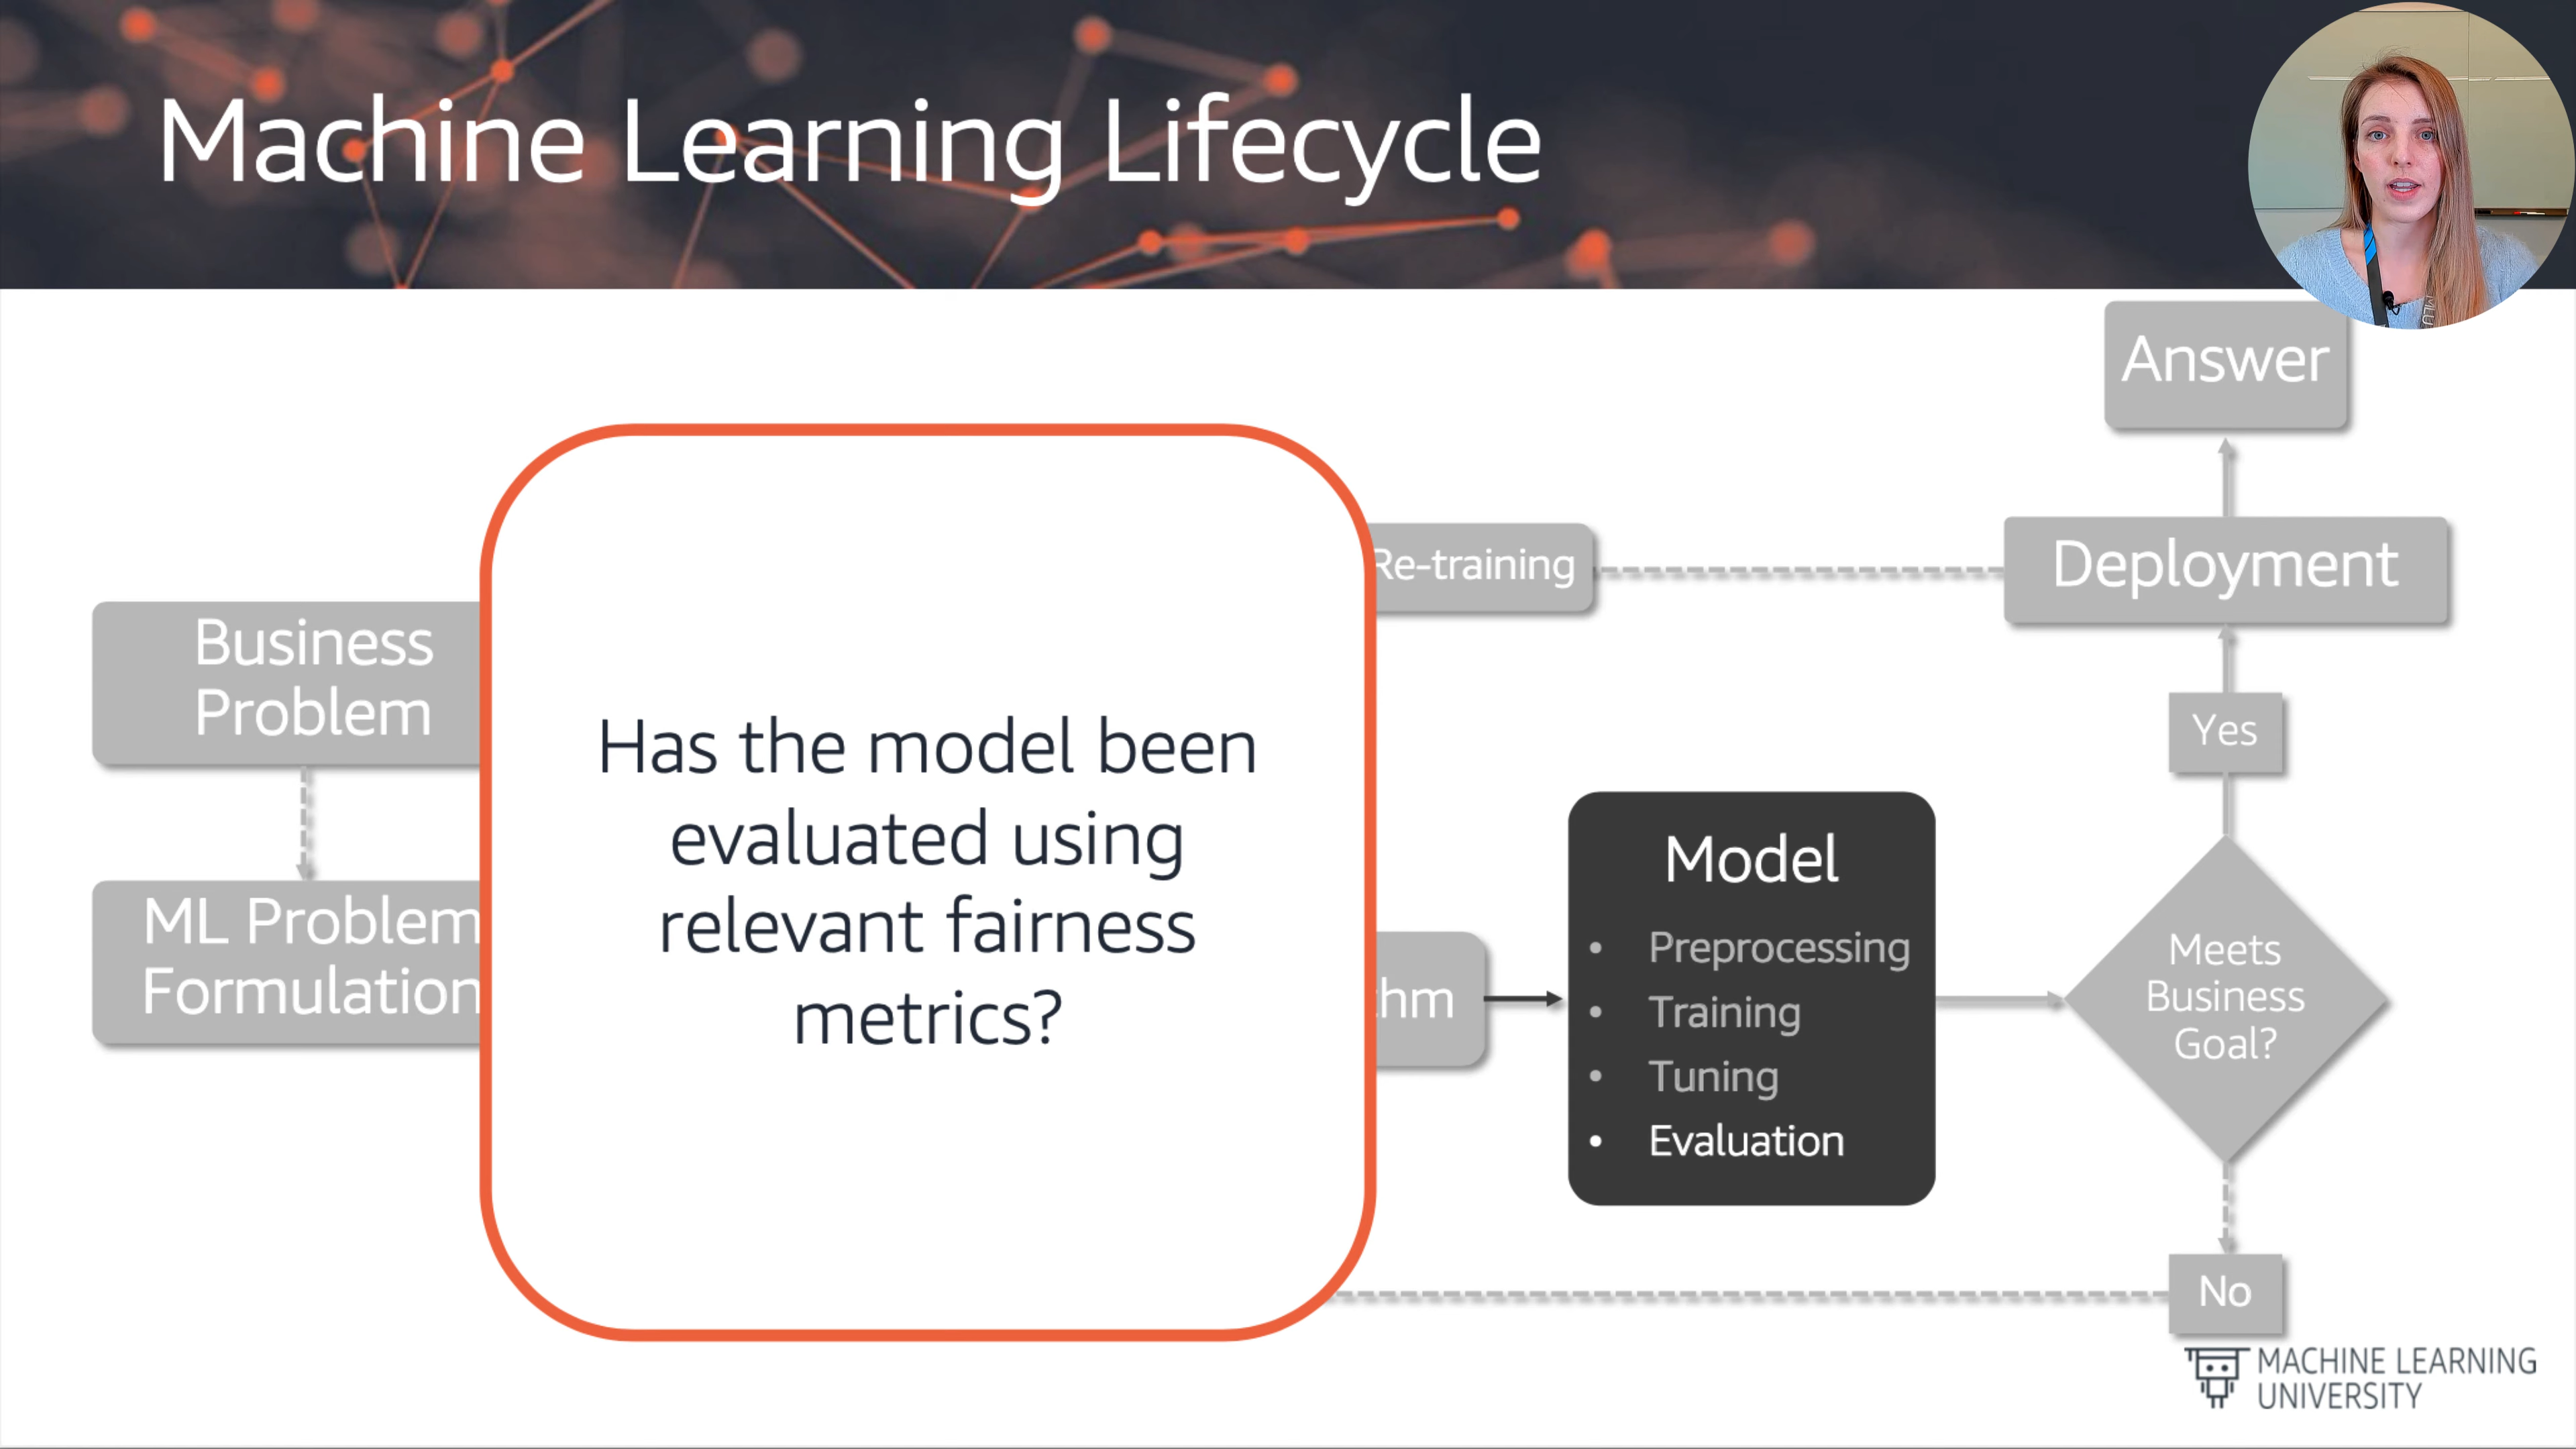 Machine Learning Lifecycle
Answer
Re-training
Deployment
Business
Problem
Yes
Has the model been
evaluated using
relevant fairness
metrics?
ML Problem
Formulation
hm
Model
• Preprocessing
• Training
• Tuning
• Evaluation
Meets
Business
Goal?
No
MACHINE LEARNING
UNIVERSITY